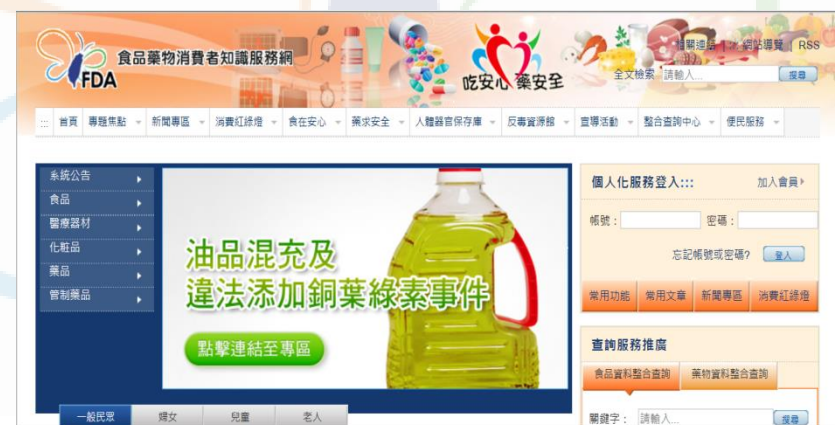 機關連結 | 網站導覽 | RSS
食品藥物消費者知識服務網
FDA
吃安心 藥安全
全文檢索 請輸入... 搜尋
::: 首頁 專題焦點 新聞專區 消費紅綠燈 食在安心 藥求安全 人體器官保存庫 反毒資源館 宣導活動 整合查詢中心 便民服務
系統公告
食品
醫療器材
化粧品
藥品
管制藥品
油品混充及
違法添加銅葉綠素事件
點擊連結至專區
一般民眾 婦女 兒童 老人
個人化服務登入::: 加入會員
帳號： 密碼：
忘記帳號或密碼? 登入
常用功能 常用文章 新聞專區 消費紅綠燈
查詢服務推廣
食品資料整合查詢 藥物資料整合查詢
關鍵字： 請輸入... 搜尋